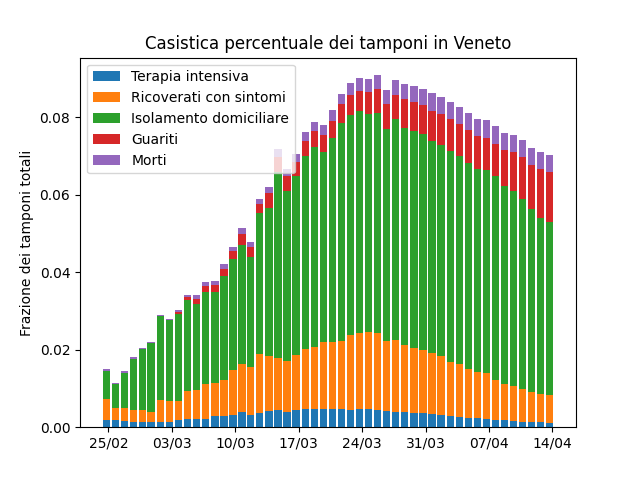 Casistica percentuale dei tamponi in Veneto
Terapia intensiva
Ricoverati con sintomi
Isolamento domiciliare
Guariti
Morti
Frazione dei tamponi totali
0.08
0.06
0.04
0.02
0.00
25/02 03/03 10/03 17/03 24/03 31/03 07/04 14/04